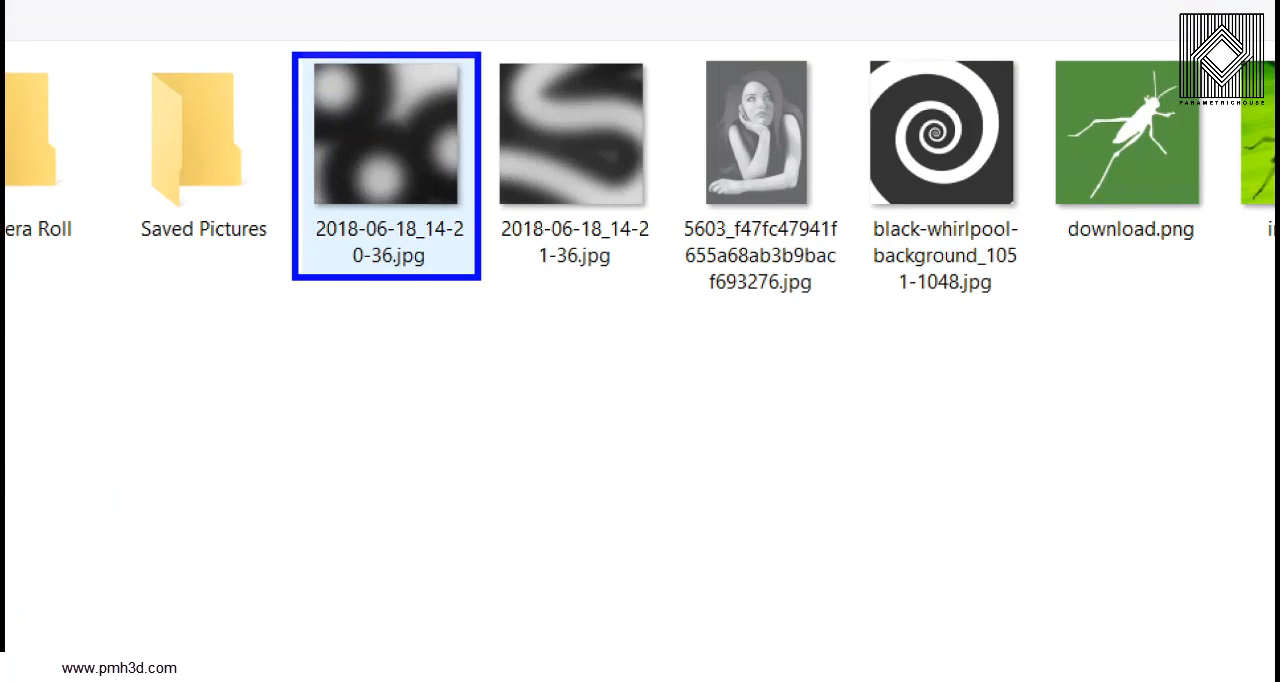 PARAMETRICHOUSE
era Roll
Saved Pictures
2018-06-18_14-2
0-36.jpg
2018-06-18_14-2
1-36.jpg
5603_f47fc47941f
655a68ab3b9bac
f693276.jpg
black-whirlpool-
background_105
1-1048.jpg
download.png
i
www.pmh3d.com